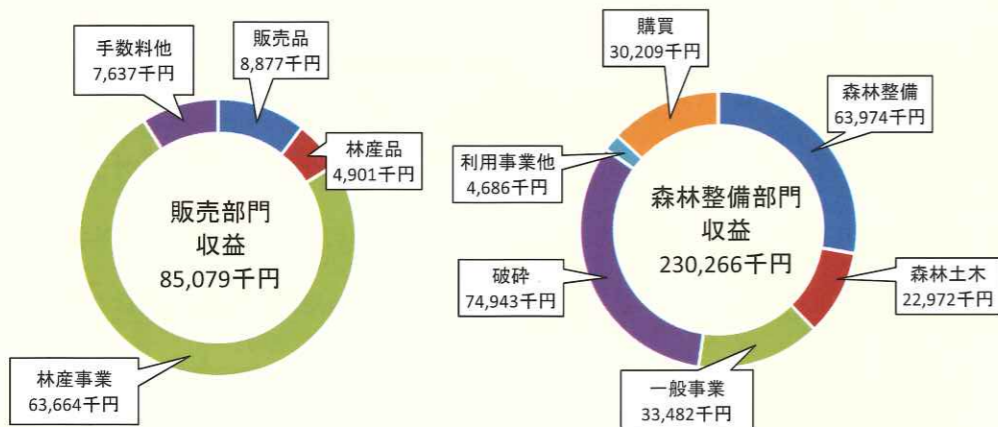 手数料他
7,637千円
販売品
8,877千円
林産品
4,901千円
販売部門
収益
85,079千円
林産事業
63,664千円
購買
30,209千円
森林整備
63,974千円
利用事業他
4,686千円
森林整備部門
収益
230,266千円
破砕
74,943千円
森林土木
22,972千円
一般事業
33,482千円